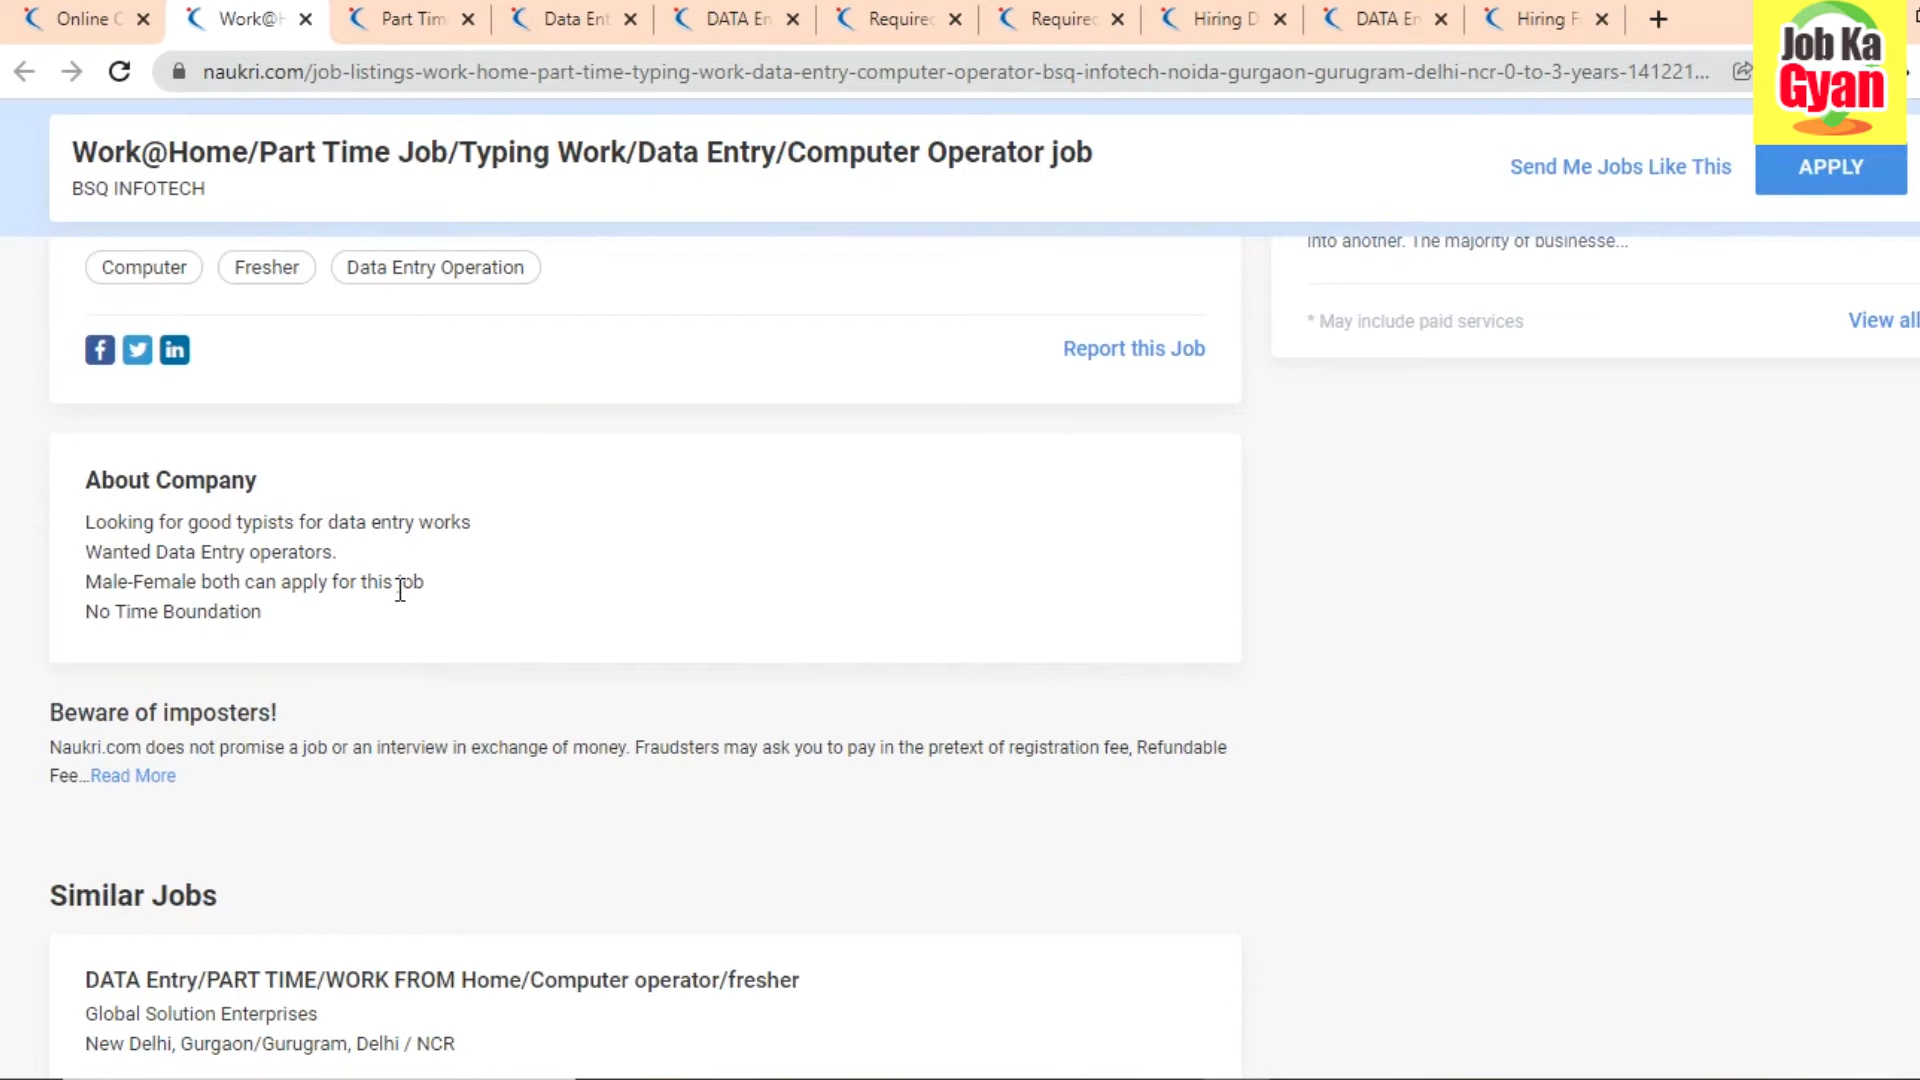 Online C
Work@H
Part Tim
Data Ent
DATA En
Required
Required
Hiring D
DATA En
Hiring F
Job Ka
Gyan
naukri.com/job-listings-work-home-part-time-typing-work-data-entry-computer-operator-bsq-infotech-noida-gurgaon-gurugram-delhi-ncr-0-to-3-years-141221...
Work@Home/Part Time Job/Typing Work/Data Entry/Computer Operator job
BSQ INFOTECH
Send Me Jobs Like This
APPLY
into another. The majority of businesse...
Computer
Fresher
Data Entry Operation
* May include paid services
View all
Report this Job
About Company
Looking for good typists for data entry works
Wanted Data Entry operators.
Male-Female both can apply for this job
No Time Boundation
Beware of imposters!
Naukri.com does not promise a job or an interview in exchange of money. Fraudsters may ask you to pay in the pretext of registration fee, Refundable
Fee...Read More
Similar Jobs
DATA Entry/PART TIME/WORK FROM Home/Computer operator/fresher
Global Solution Enterprises
New Delhi, Gurgaon/Gurugram, Delhi / NCR